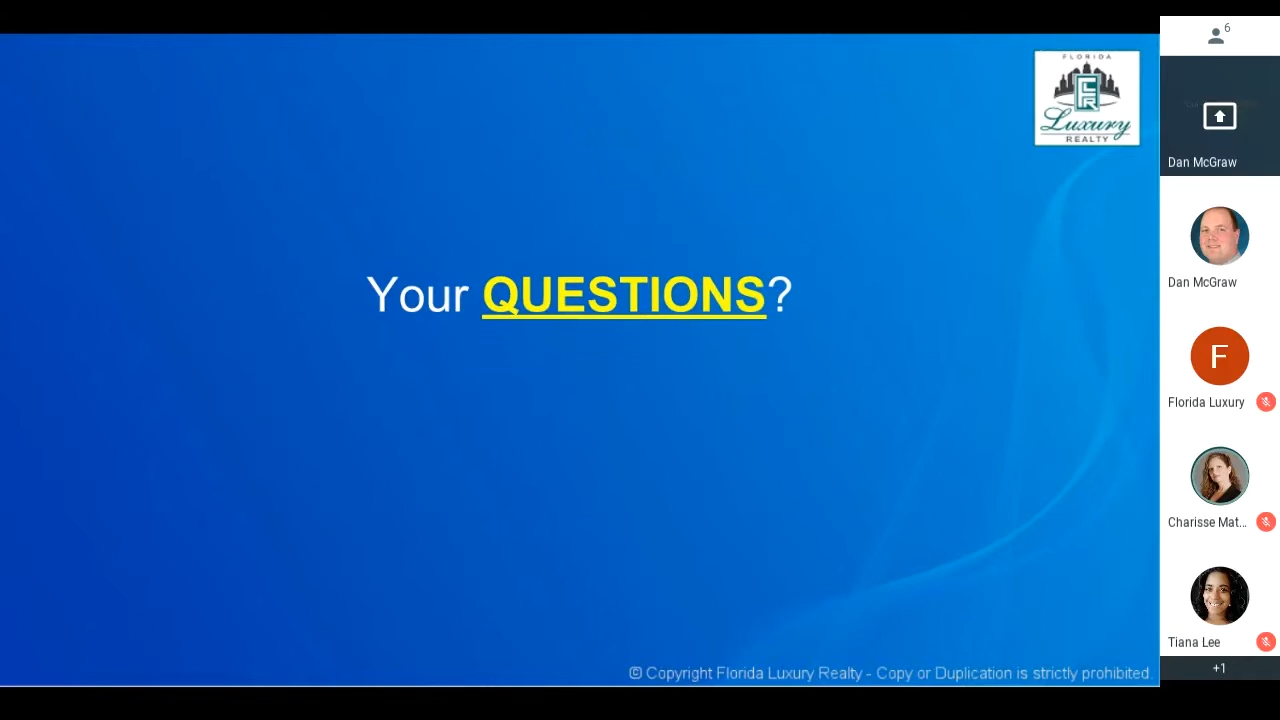 6
FLORIDA
FLR
Luxury
REALTY
Dan McGraw
Your QUESTIONS?
Dan McGraw
F
Florida Luxury
Charisse Mat...
Tiana Lee
+1
© Copyright Florida Luxury Realty - Copy or Duplication is strictly prohibited.